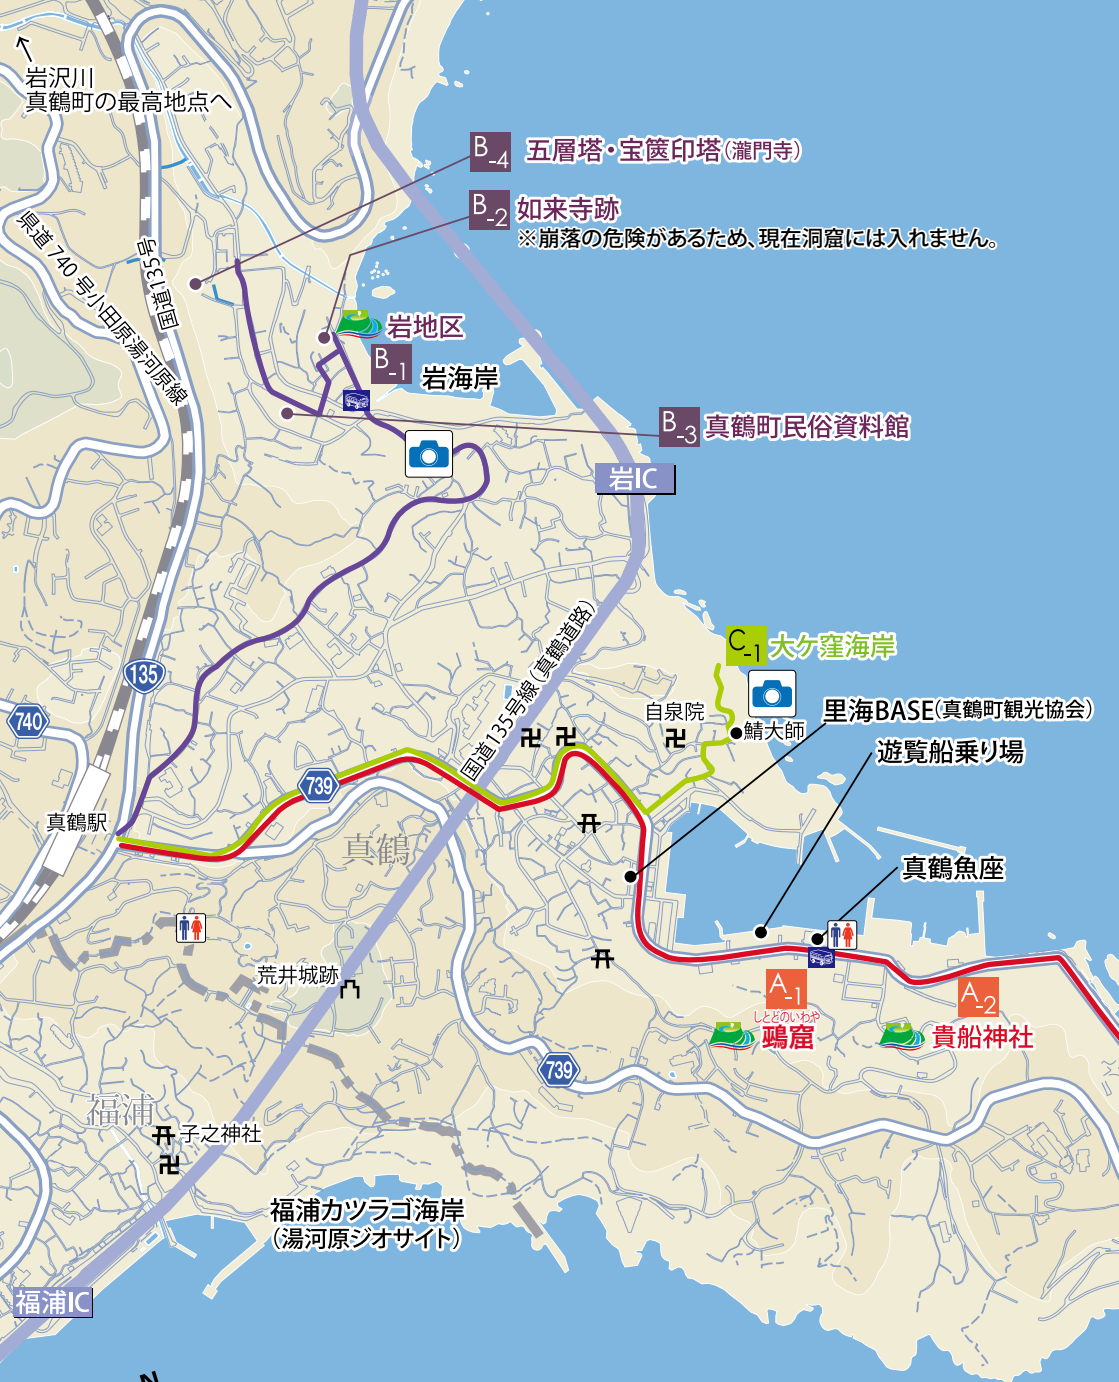 岩沢川
真鶴町の最高地点へ
B-4 五層塔・宝篋印塔(瀧門寺)
B-2 如来寺跡
※崩落の危険があるため、現在洞窟には入れません。
県道740号小田原湯河原線
国道135号
岩地区
B-1
岩海岸
B-3 真鶴町民俗資料館
岩IC
国道135号線(真鶴道路)
C-1 大ケ窪海岸
135
740
自泉院
鯖大師
里海BASE(真鶴町観光協会)
遊覧船乗り場
739
真鶴駅
真鶴
真鶴魚座
荒井城跡
A-1
しとどのいわや
鵐窟
A-2
貴船神社
739
福浦
子之神社
福浦カツラゴ海岸
(湯河原ジオサイト)
福浦IC
N